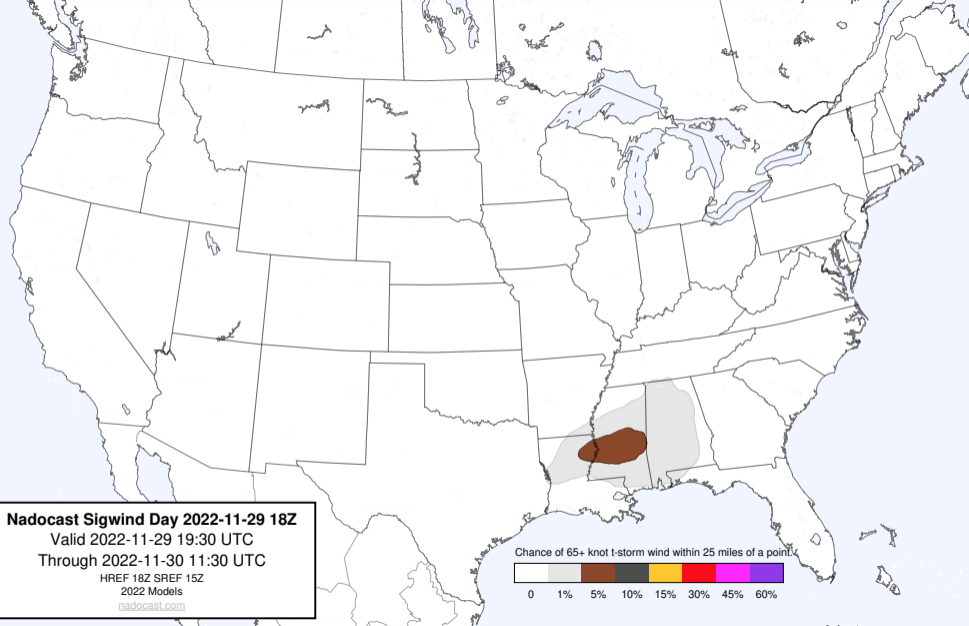 Nadocast Sigwind Day 2022-11-29 18Z
Valid 2022-11-29 19:30 UTC
Through 2022-11-30 11:30 UTC
HREF 18Z SREF 15Z
2022 Models
nadocast.com
Chance of 65+ knot t-storm wind within 25 miles of a point.
0 1% 5% 10% 15% 30% 45% 60%